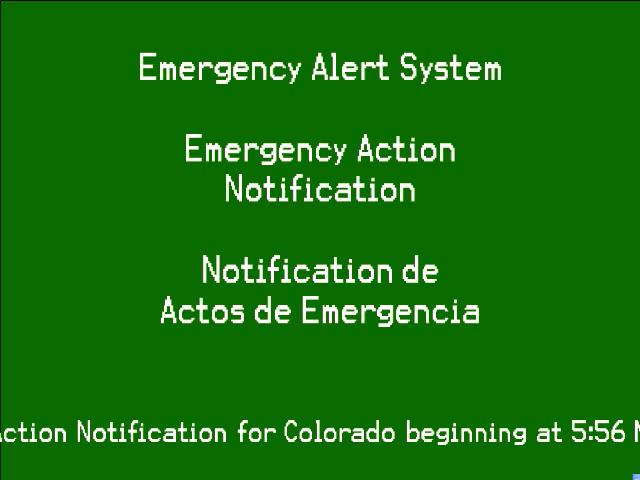 Emergency Alert System
Emergency Action
Notification
Notification de
Actos de Emergencia
Action Notification for Colorado beginning at 5:56